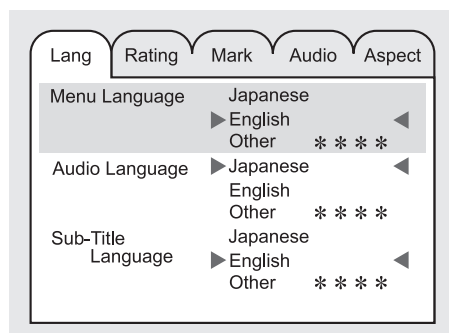 Lang Rating Mark Audio Aspect
Menu Language Japanese
English
Other ****
Audio Language Japanese
English
Other ****
Sub-Title Japanese
Language English
Other ****